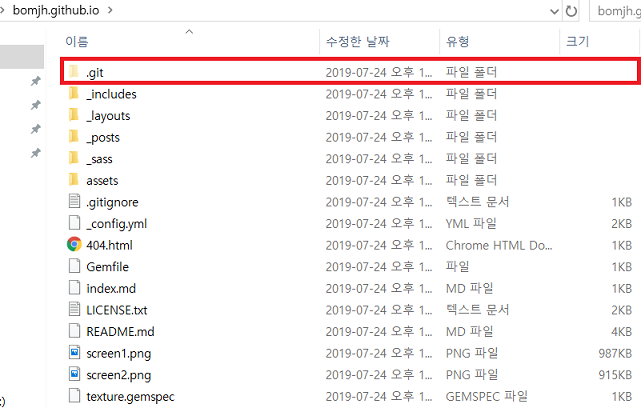 bomjh.github.io > bomjh.g
이름 수정한 날짜 유형 크기
.git 2019-07-24 오후 1... 파일 폴더
_includes 2019-07-24 오후 1... 파일 폴더
_layouts 2019-07-24 오후 1... 파일 폴더
_posts 2019-07-24 오후 1... 파일 폴더
_sass 2019-07-24 오후 1... 파일 폴더
assets 2019-07-24 오후 1... 파일 폴더
.gitignore 2019-07-24 오후 1... 텍스트 문서 1KB
_config.yml 2019-07-24 오후 1... YML 파일 2KB
404.html 2019-07-24 오후 1... Chrome HTML Do... 1KB
Gemfile 2019-07-24 오후 1... 파일 1KB
index.md 2019-07-24 오후 1... MD 파일 1KB
LICENSE.txt 2019-07-24 오후 1... 텍스트 문서 2KB
README.md 2019-07-24 오후 1... MD 파일 4KB
screen1.png 2019-07-24 오후 1... PNG 파일 987KB
screen2.png 2019-07-24 오후 1... PNG 파일 915KB
texture.gemspec 2019-07-24 오후 1... GEMSPEC 파일 1KB
:)